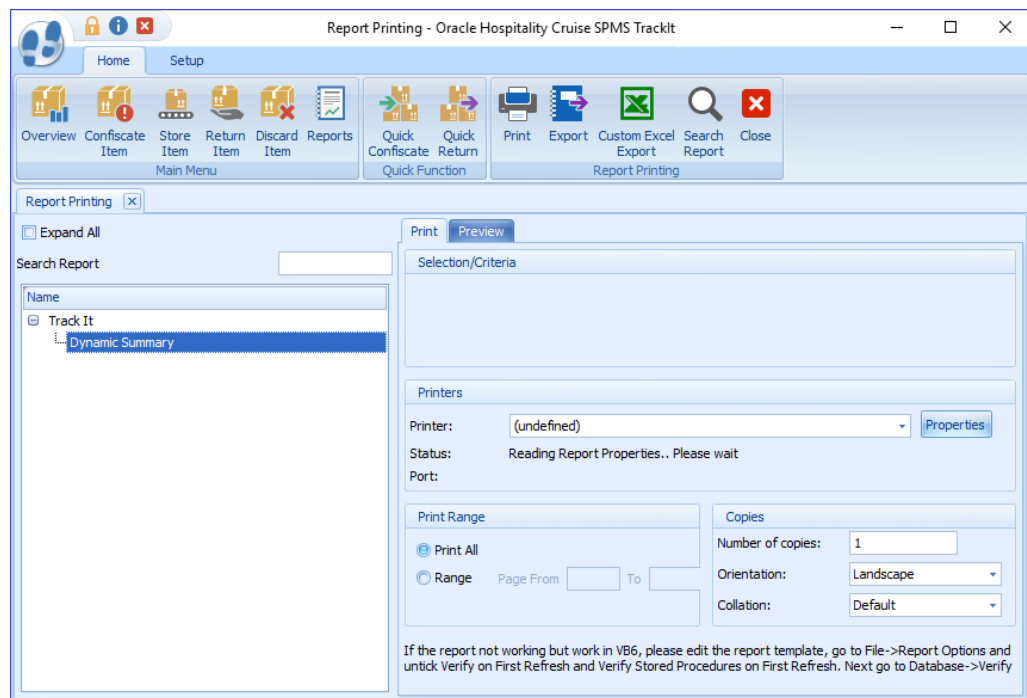 Report Printing - Oracle Hospitality Cruise SPMS TrackIt
Home Setup
Overview Confiscate Item Store Item Return Item Discard Item Reports Quick Confiscate Quick Return Print Export Custom Excel Export Search Report Close
Main Menu Quick Function Report Printing
Report Printing
Expand All
Search Report
Name
Track It
Dynamic Summary
Print Preview
Selection/Criteria
Printers
Printer: (undefined) Properties
Status: Reading Report Properties.. Please wait
Port:
Print Range
Print All
Range Page From To
Copies
Number of copies: 1
Orientation: Landscape
Collation: Default
If the report not working but work in VB6, please edit the report template, go to File->Report Options and
untick Verify on First Refresh and Verify Stored Procedures on First Refresh. Next go to Database->Verify